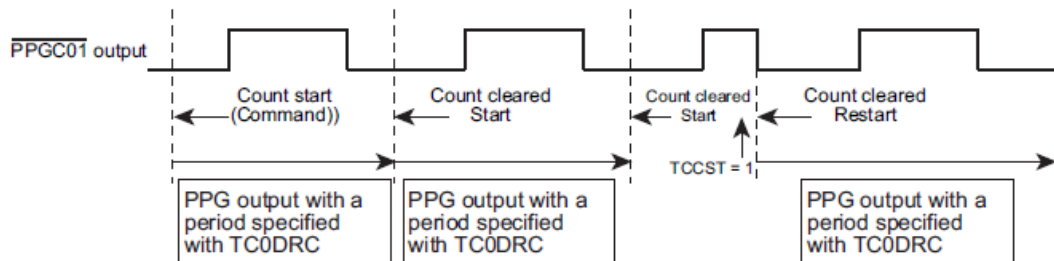 PPGC01 output
Count start
(Command))
Count cleared
Start
Count cleared
Start
Count cleared
Restart
TCCST = 1
PPG output with a
period specified
with TC0DRC
PPG output with a
period specified
with TC0DRC
PPG output with a
period specified
with TC0DRC